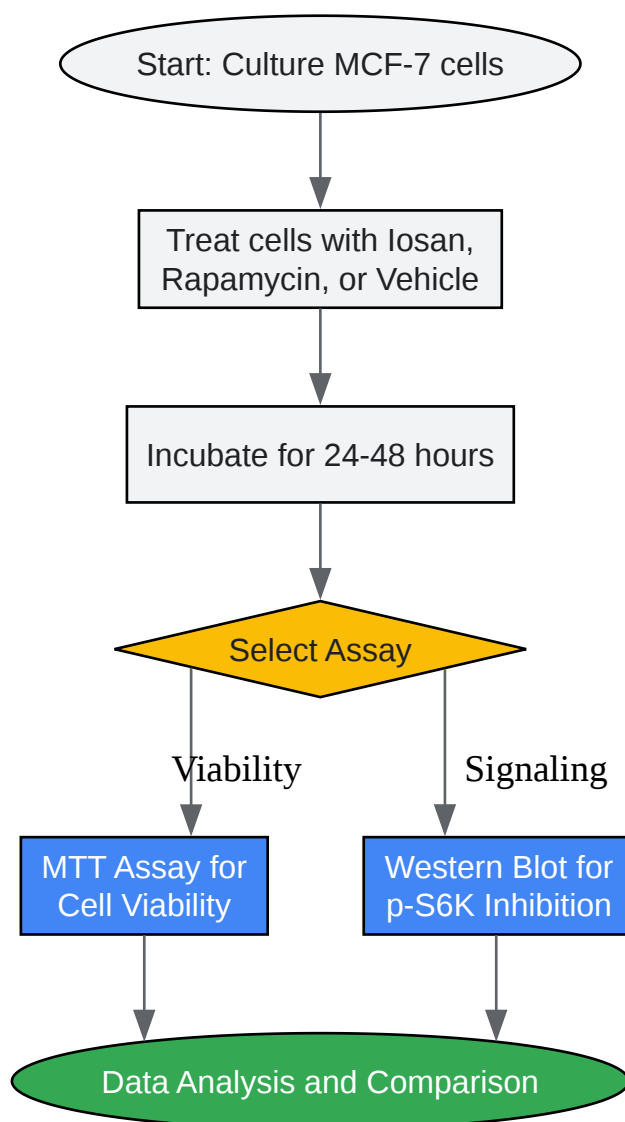 Start: Culture MCF-7 cells
Treat cells with Iosan,
Rapamycin, or Vehicle
Incubate for 24-48 hours
Select Assay
Viability
Signaling
MTT Assay for
Cell Viability
Western Blot for
p-S6K Inhibition
Data Analysis and Comparison